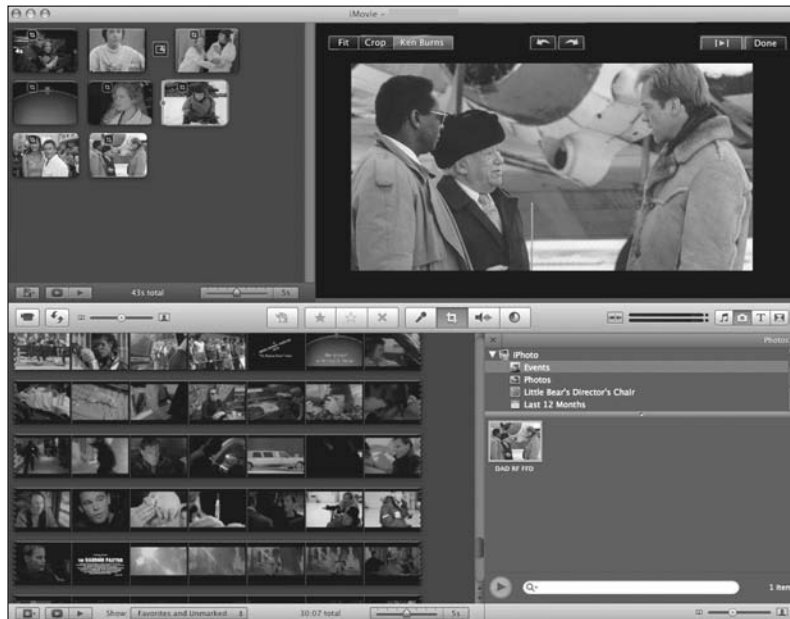 iMovie -
Fit
Crop
Ken Burns
Done
43s total
5s
Photos
iPhoto
Events
Photos
Little Bear's Director's Chair
Last 12 Months
DAD RF FFD
Show:
Favorites and Unmarked
30:07 total
5s
1 Item